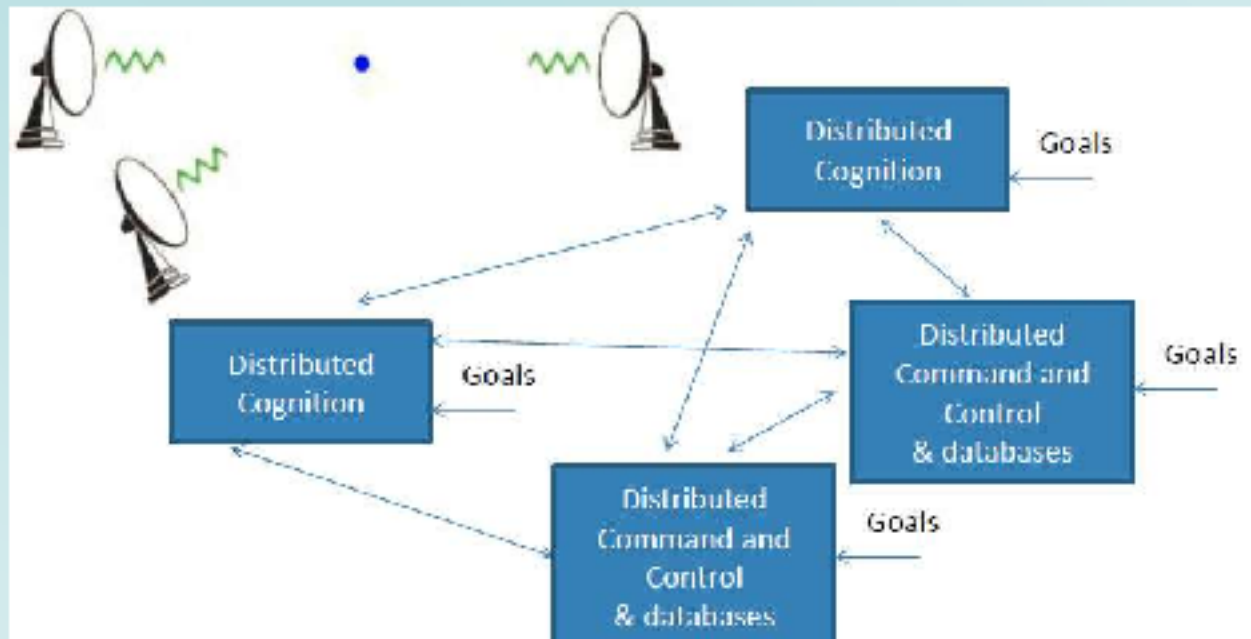 Distributed
Cognition
Goals
Distributed
Cognition
Goals
Distributed
Command and
Control
& databases
Goals
Distributed
Command and
Control
& databases
Goals